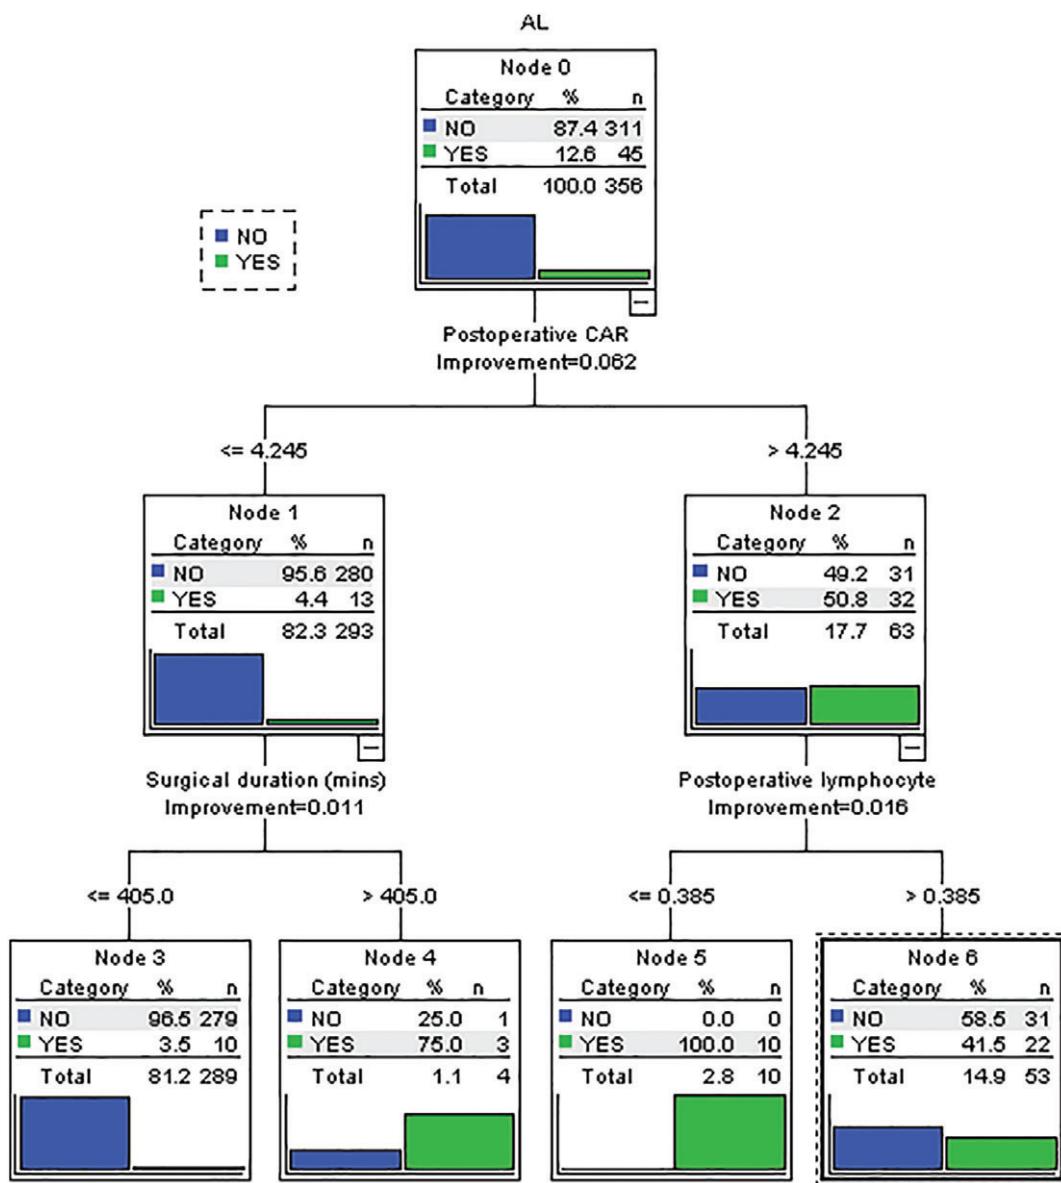 AL
Node 0
Category % n
NO 87.4 311
YES 12.6 45
Total 100.0 356
NO
YES
Postoperative CAR
Improvement=0.062
<= 4.245
> 4.245
Node 1
Category % n
NO 95.6 280
YES 4.4 13
Total 82.3 293
Node 2
Category % n
NO 49.2 31
YES 50.8 32
Total 17.7 63
Surgical duration (mins)
Improvement=0.011
Postoperative lymphocyte
Improvement=0.016
<= 405.0
> 405.0
<= 0.385
> 0.385
Node 3
Category % n
NO 96.5 279
YES 3.5 10
Total 81.2 289
Node 4
Category % n
NO 25.0 1
YES 75.0 3
Total 1.1 4
Node 5
Category % n
NO 0.0 0
YES 100.0 10
Total 2.8 10
Node 6
Category % n
NO 58.5 31
YES 41.5 22
Total 14.9 53